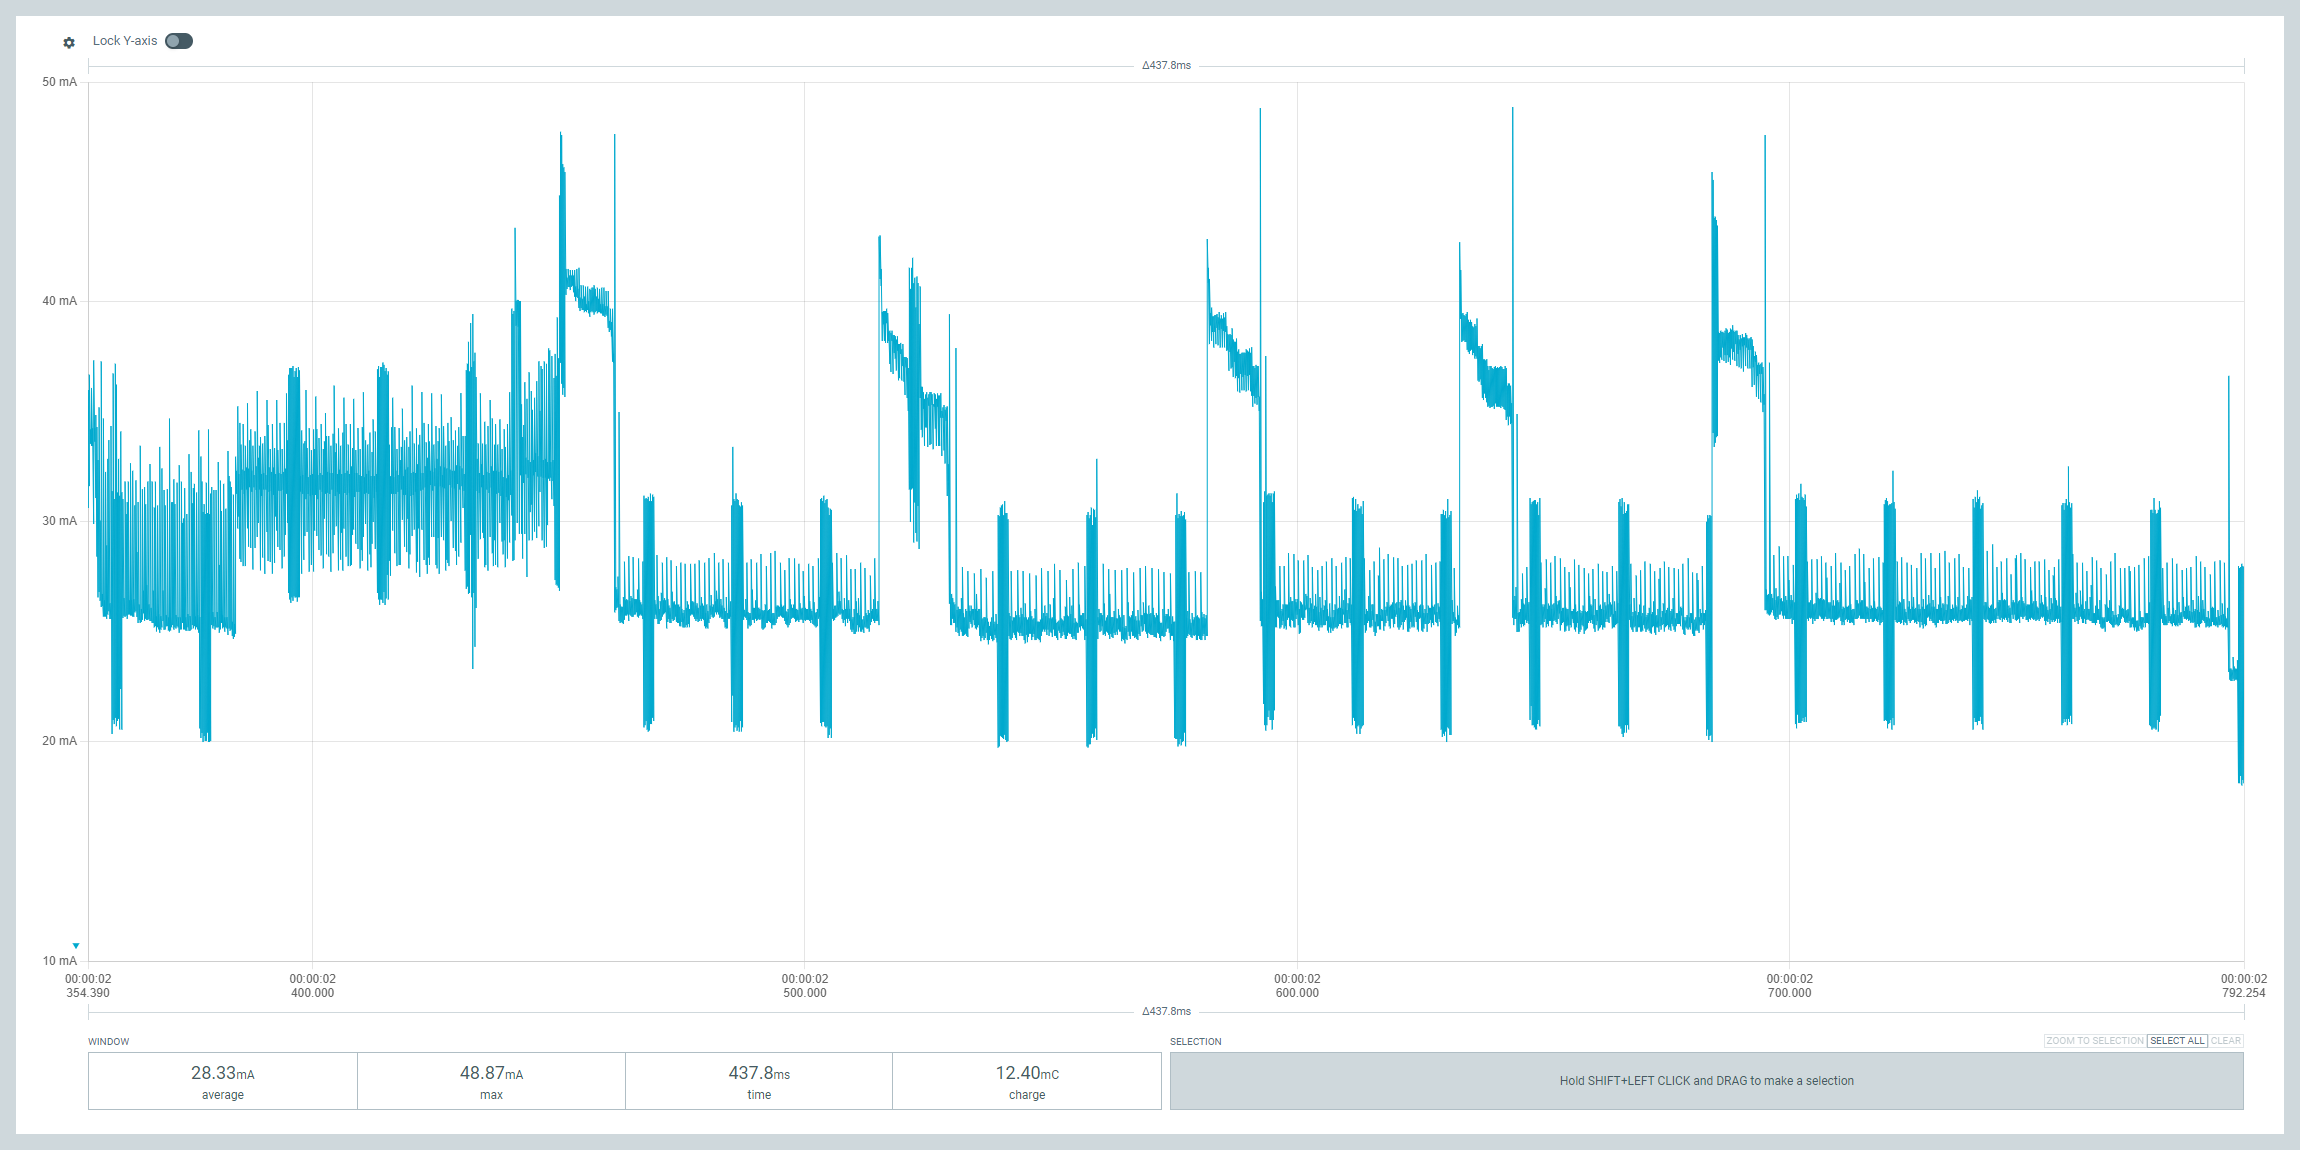 Lock Y-axis
Δ437.8ms
50 mA
40 mA
30 mA
20 mA
10 mA
00:00:02 00:00:02 00:00:02 00:00:02 00:00:02 00:00:02
354.390 400.000 500.000 600.000 700.000 792.254
Δ437.8ms
WINDOW
28.33mA 48.87mA 437.8ms 12.40mC
average max time charge
SELECTION ZOOM TO SELECTION SELECT ALL CLEAR
Hold SHIFT+LEFT CLICK and DRAG to make a selection